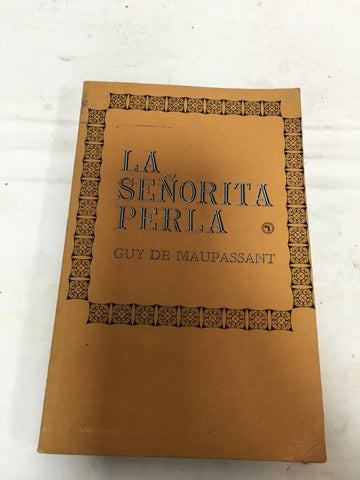 LA
SEÑORITA
PERLA
GUY DE MAUPASSANT